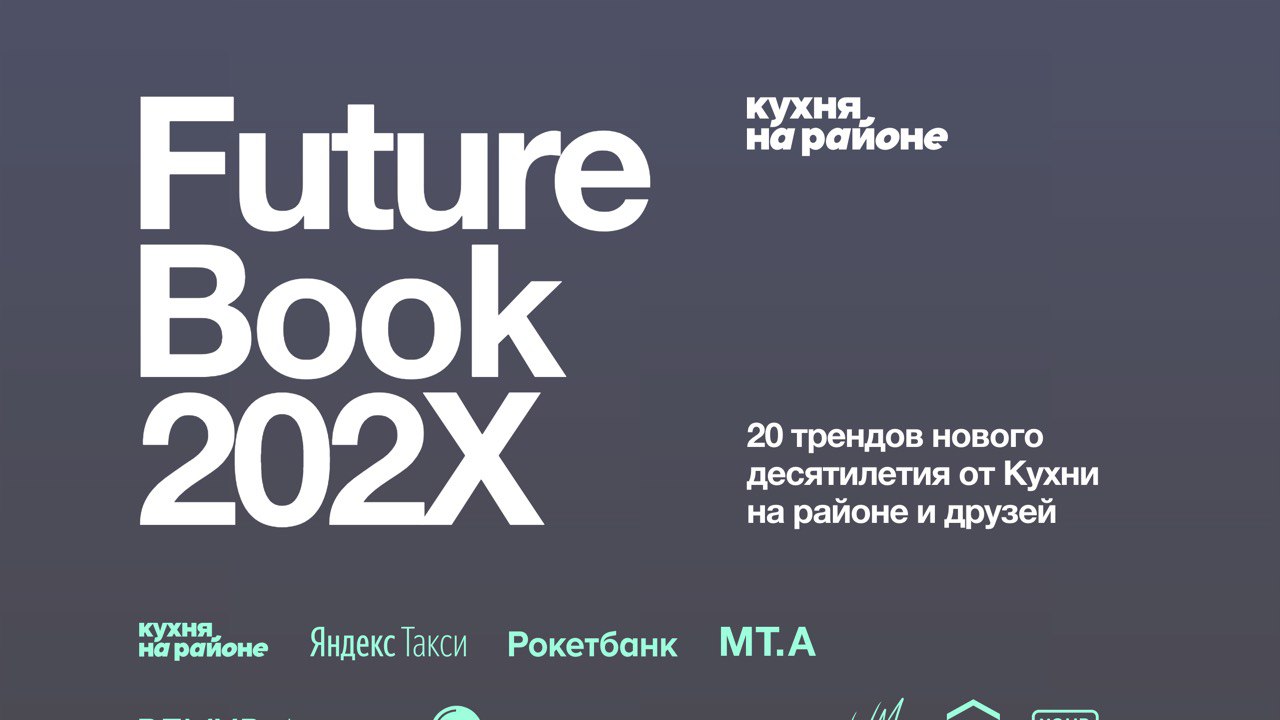 Future
Book
202X
кухня
на районе
20 трендов нового
десятилетия от Кухни
на районе и друзей
кухня
на районе
Яндекс Такси
Рокетбанк
МТ.А